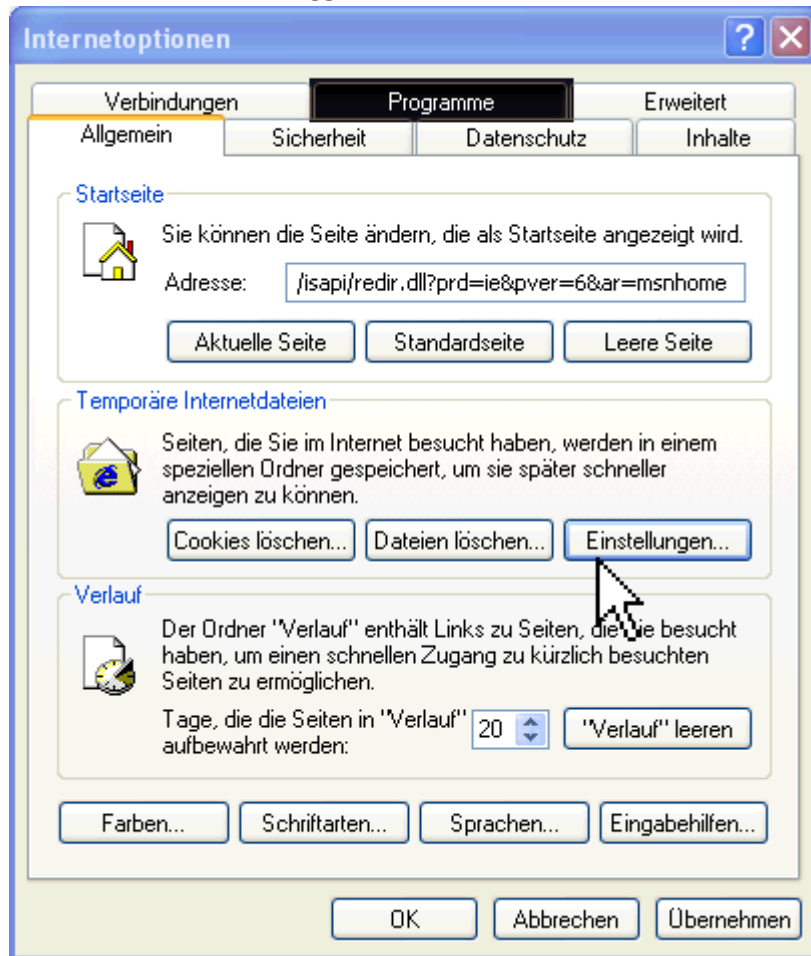 Internetoptionen
Verbindungen Programme Erweitert
Allgemein Sicherheit Datenschutz Inhalte
Startseite
Sie können die Seite ändern, die als Startseite angezeigt wird.
Adresse: /isapi/redir.dll?prd=ie&pver=6&ar=msnhome
Aktuelle Seite Standardseite Leere Seite
Temporäre Internetdateien
Seiten, die Sie im Internet besucht haben, werden in einem
speziellen Ordner gespeichert, um sie später schneller
anzeigen zu können.
Cookies löschen... Dateien löschen... Einstellungen...
Verlauf
Der Ordner "Verlauf" enthält Links zu Seiten, die Sie besucht
haben, um einen schnellen Zugang zu kürzlich besuchten
Seiten zu ermöglichen.
Tage, die die Seiten in "Verlauf"
aufbewahrt werden: 20 "Verlauf" leeren
Farben... Schriftarten... Sprachen... Eingabehilfen...
OK Abbrechen Übernehmen